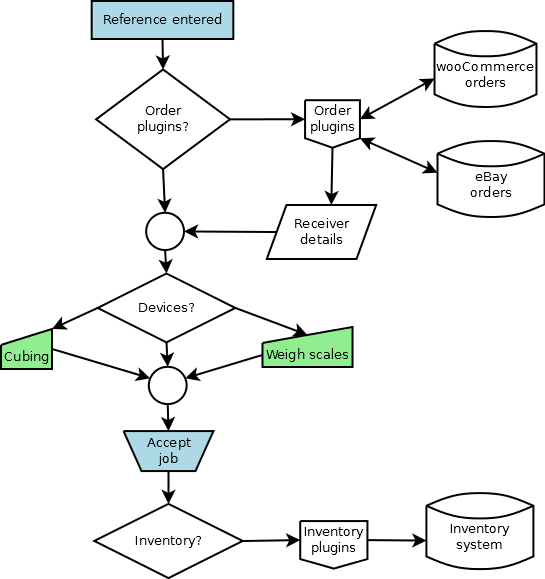 Reference entered
Order
plugins?
Order
plugins
wooCommerce
orders
eBay
orders
Receiver
details
Devices?
Cubing
Weigh scales
Accept
job
Inventory?
Inventory
plugins
Inventory
system